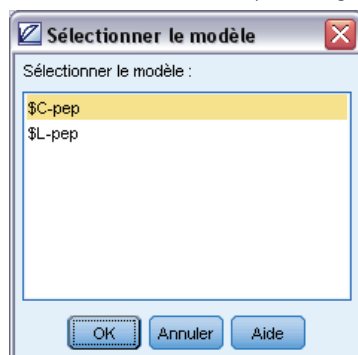 Sélectionner le modèle
Sélectionner le modèle :
$C-pep
$L-pep
OK Annuler Aide